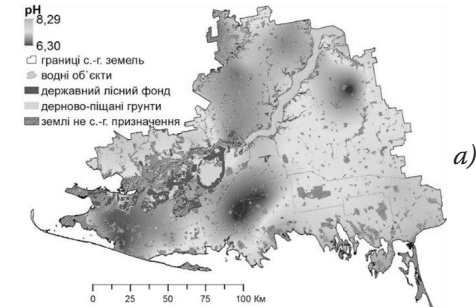 pH
8,29
6,30
границі с.-г. земель
водні об`єкти
державний лісний фонд
дерново-піщані грунти
землі не с.-г. призначення
а)
0 25 50 75 100 Км